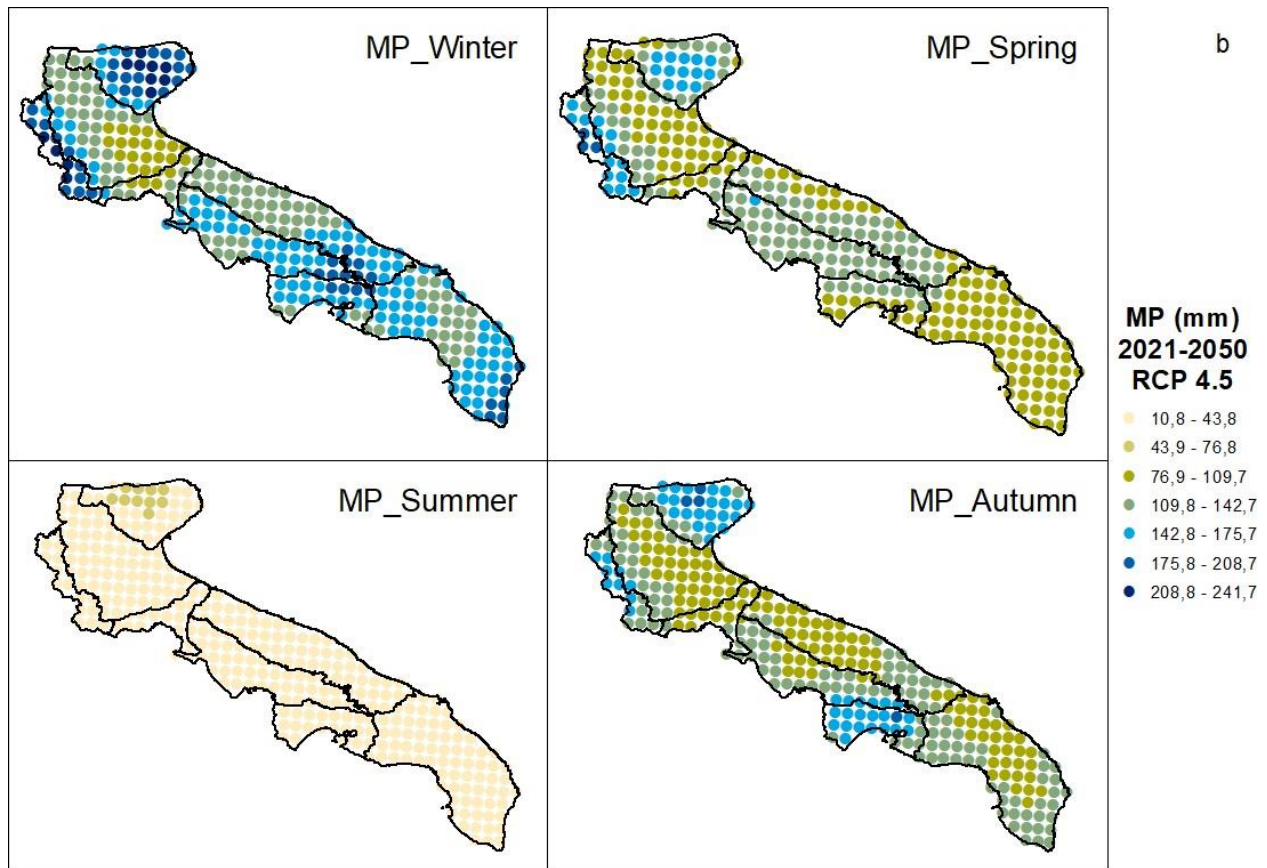 MP_Winter
MP_Spring
b
MP_Summer
MP_Autumn
MP (mm)
2021-2050
RCP 4.5
10,8 - 43,8
43,9 - 76,8
76,9 - 109,7
109,8 - 142,7
142,8 - 175,7
175,8 - 208,7
208,8 - 241,7